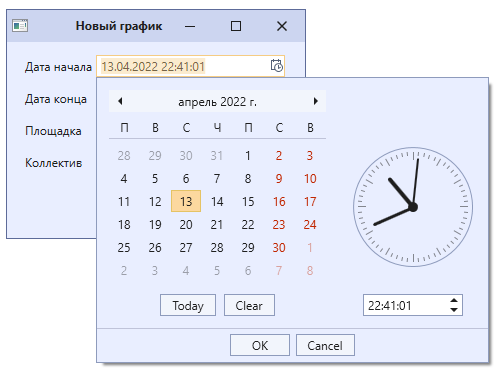 Новый график
Дата начала 13.04.2022 22:41:01
Дата конца
Площадка
Коллектив
апрель 2022 г.
П В С Ч П С В
28 29 30 31 1 2 3
4 5 6 7 8 9 10
11 12 13 14 15 16 17
18 19 20 21 22 23 24
25 26 27 28 29 30 1
2 3 4 5 6 7 8
Today Clear 22:41:01
OK Cancel